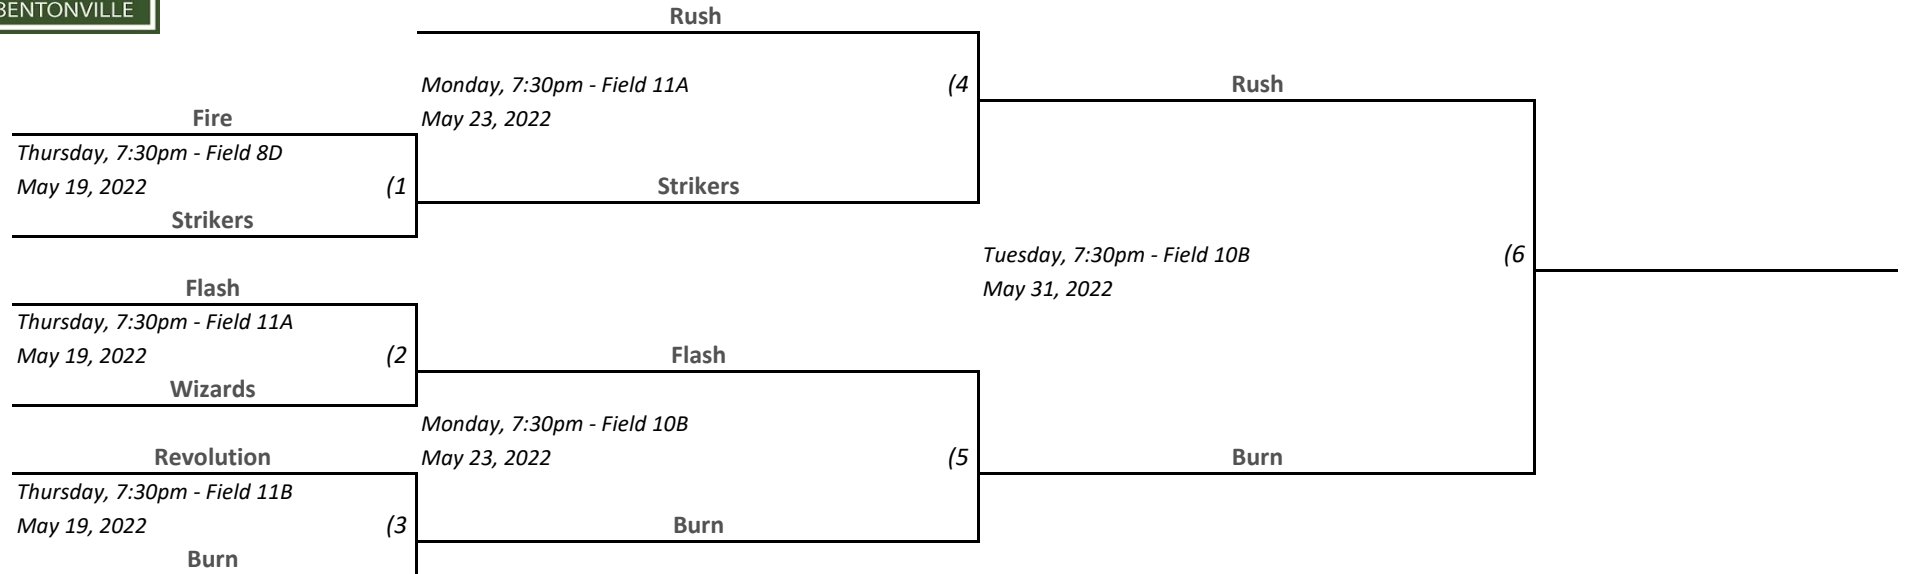 BENTONVILLE
Rush
Monday, 7:30pm - Field 11A (4
May 23, 2022
Rush
Fire
Thursday, 7:30pm - Field 8D
May 19, 2022 (1
Strikers
Strikers
Tuesday, 7:30pm - Field 10B (6
May 31, 2022
Flash
Thursday, 7:30pm - Field 11A
May 19, 2022 (2
Wizards
Flash
Monday, 7:30pm - Field 10B
May 23, 2022 (5
Burn
Revolution
Thursday, 7:30pm - Field 11B
May 19, 2022 (3
Burn
Burn